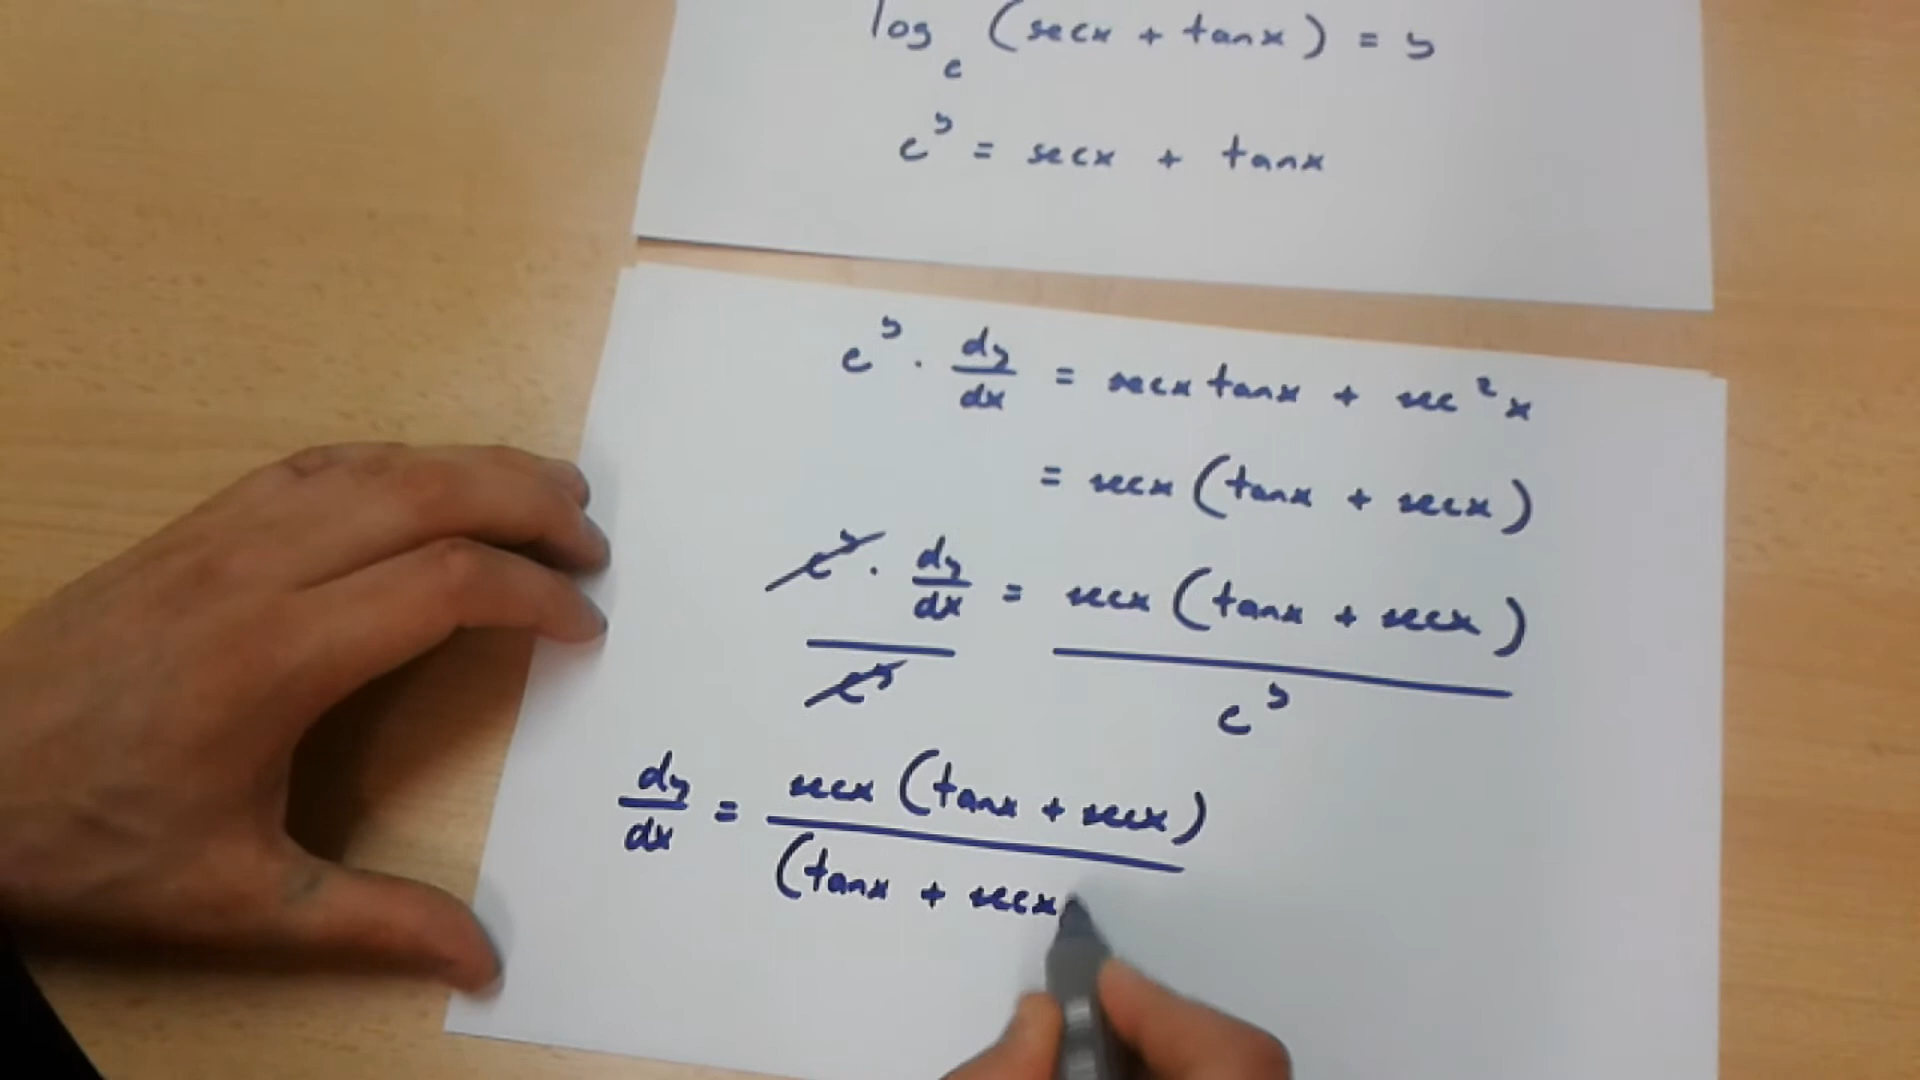 logₑ (secx + tanx) = y
e^y = secx + tanx
e^y . dy/dx = secx tanx + sec²x
= secx (tanx + secx)
e^y . dy/dx / e^y = secx (tanx + secx) / e^y
dy/dx = secx (tanx + secx) / (tanx + secx